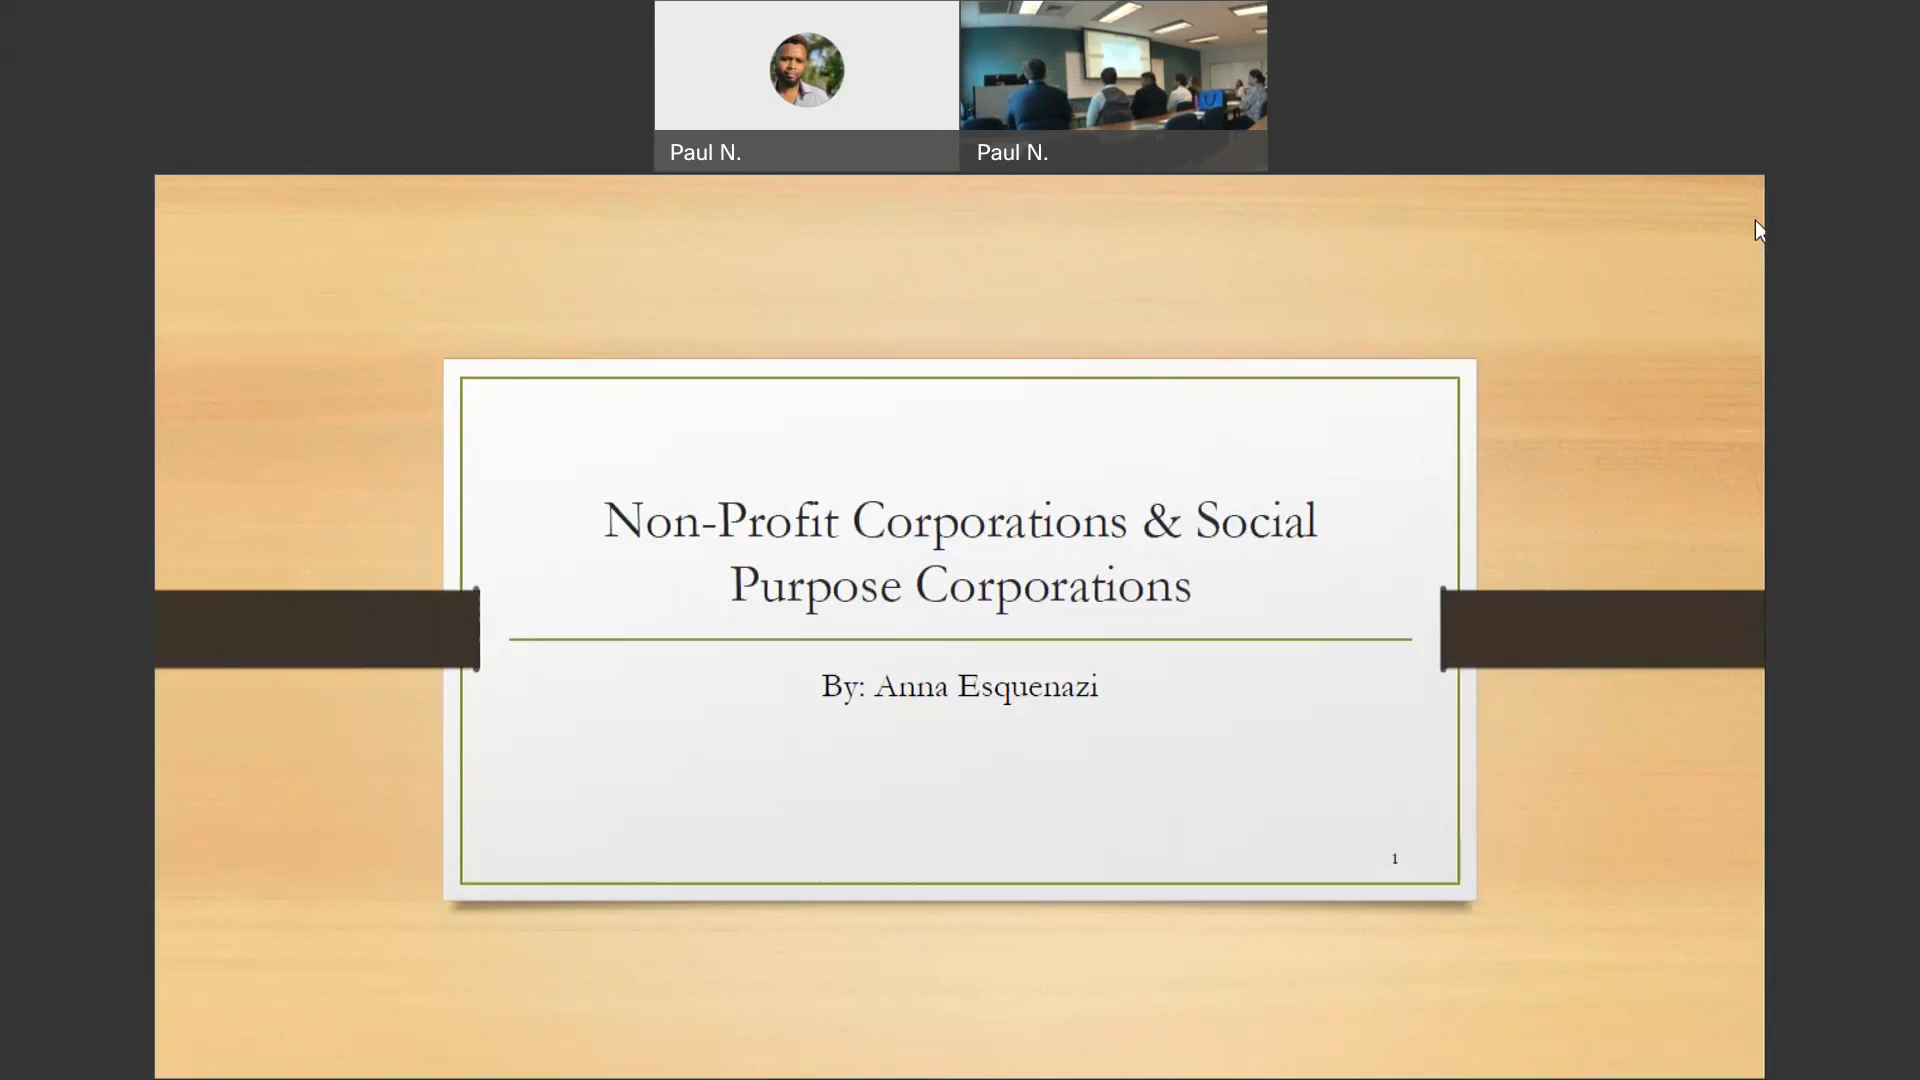 Paul N.
Paul N.
Non-Profit Corporations & Social
Purpose Corporations
By: Anna Esquenazi
1